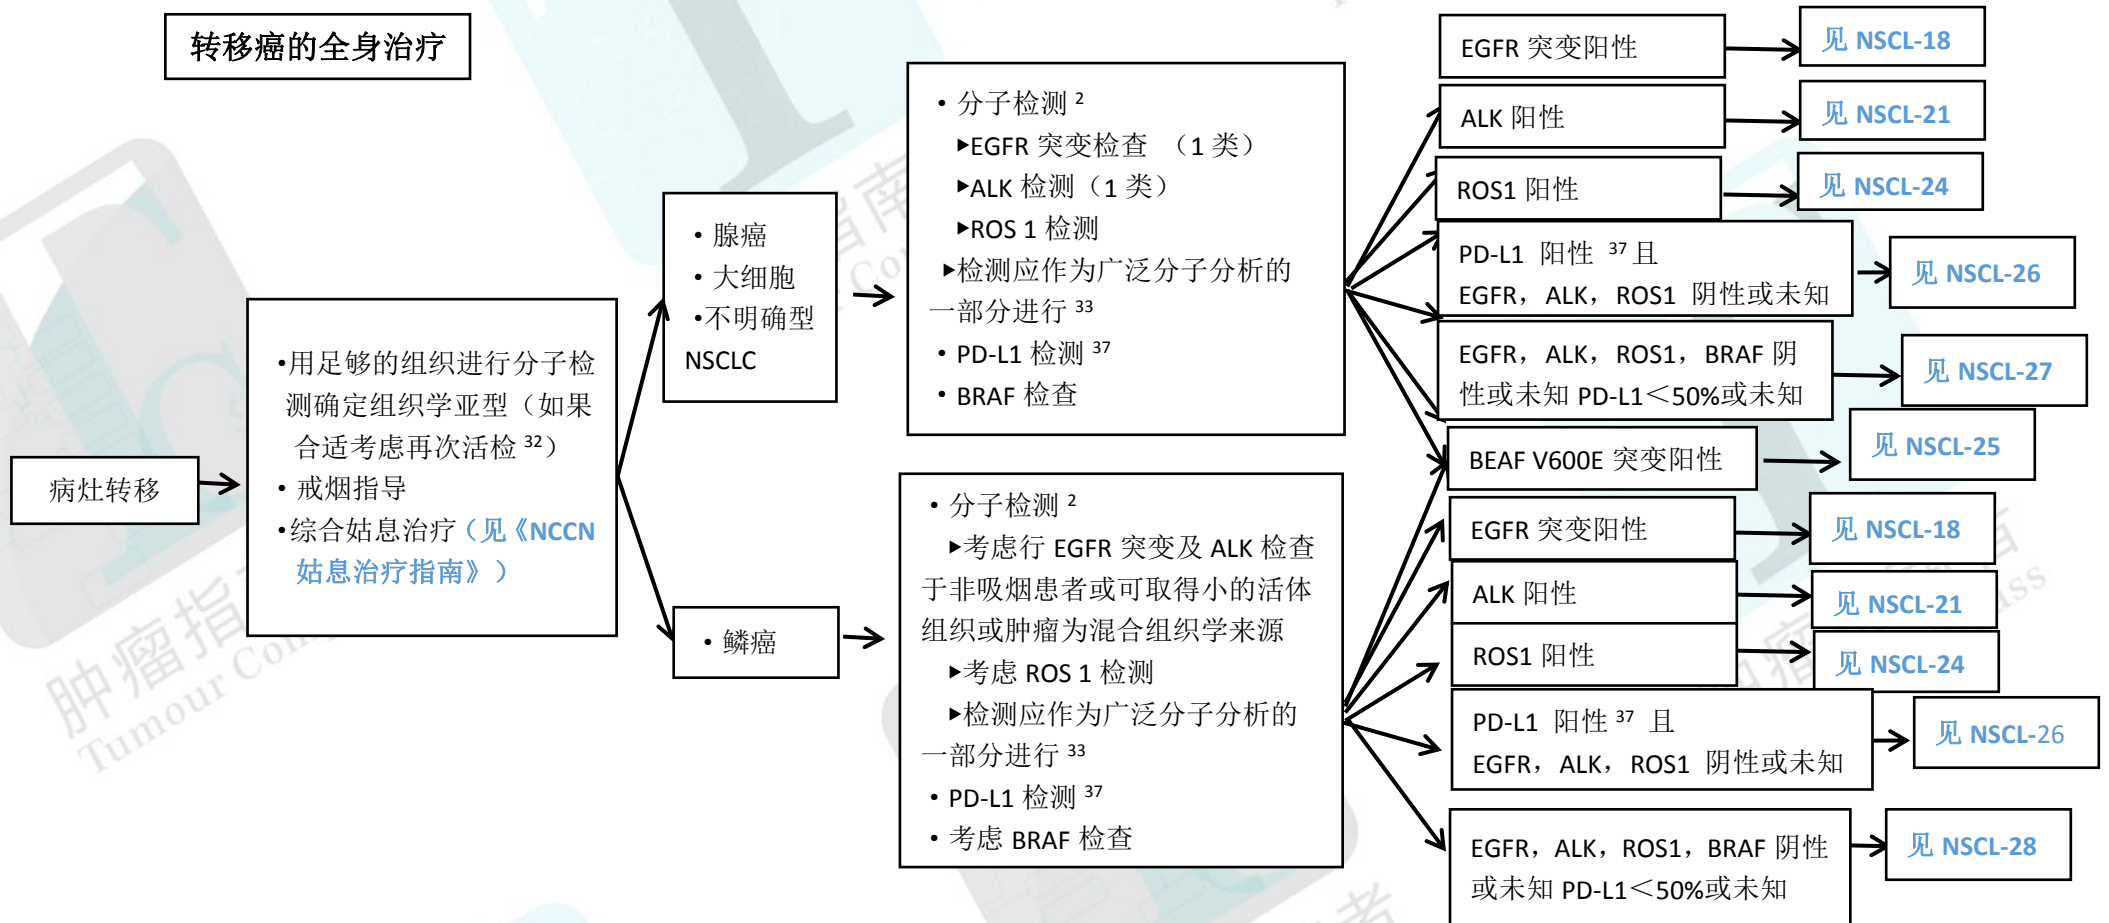 转移癌的全身治疗
病灶转移
•用足够的组织进行分子检
测确定组织学亚型（如果
合适考虑再次活检 32）
• 戒烟指导
•综合姑息治疗（见《NCCN
姑息治疗指南》）
• 腺癌
• 大细胞
•不明确型
NSCLC
• 鳞癌
• 分子检测 2
▶EGFR 突变检查 （1 类）
▶ALK 检测（1 类）
▶ROS 1 检测
▶检测应作为广泛分子分析的
一部分进行 33
• PD-L1 检测 37
• BRAF 检查
• 分子检测 2
▶考虑行 EGFR 突变及 ALK 检查
于非吸烟患者或可取得小的活体
组织或肿瘤为混合组织学来源
▶考虑 ROS 1 检测
▶检测应作为广泛分子分析的
一部分进行 33
• PD-L1 检测 37
• 考虑 BRAF 检查
EGFR 突变阳性
见 NSCL-18
ALK 阳性
见 NSCL-21
ROS1 阳性
见 NSCL-24
PD-L1 阳性 37 且
EGFR，ALK，ROS1 阴性或未知
见 NSCL-26
EGFR，ALK，ROS1，BRAF 阴
性或未知 PD-L1＜50%或未知
见 NSCL-27
BEAF V600E 突变阳性
见 NSCL-25
EGFR 突变阳性
见 NSCL-18
ALK 阳性
见 NSCL-21
ROS1 阳性
见 NSCL-24
PD-L1 阳性 37 且
EGFR，ALK，ROS1 阴性或未知
见 NSCL-26
EGFR，ALK，ROS1，BRAF 阴性
或未知 PD-L1＜50%或未知
见 NSCL-28
肿瘤指
Tumour Com